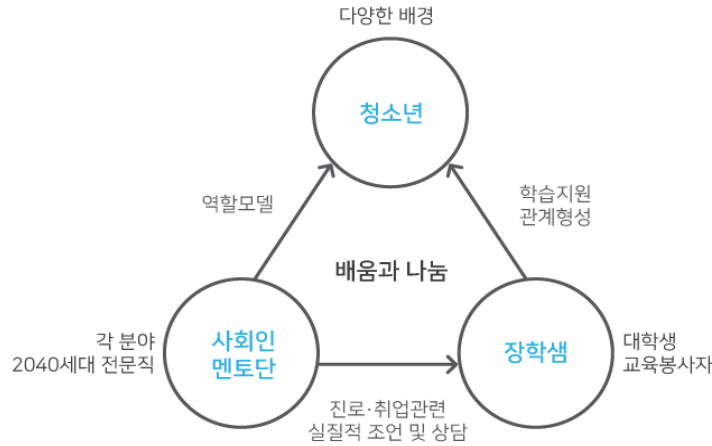 다양한 배경
청소년
역할모델
학습지원
관계형성
배움과 나눔
각 분야
2040세대 전문직
사회인
멘토단
장학샘
대학생
교육봉사자
진로·취업관련
실질적 조언 및 상담